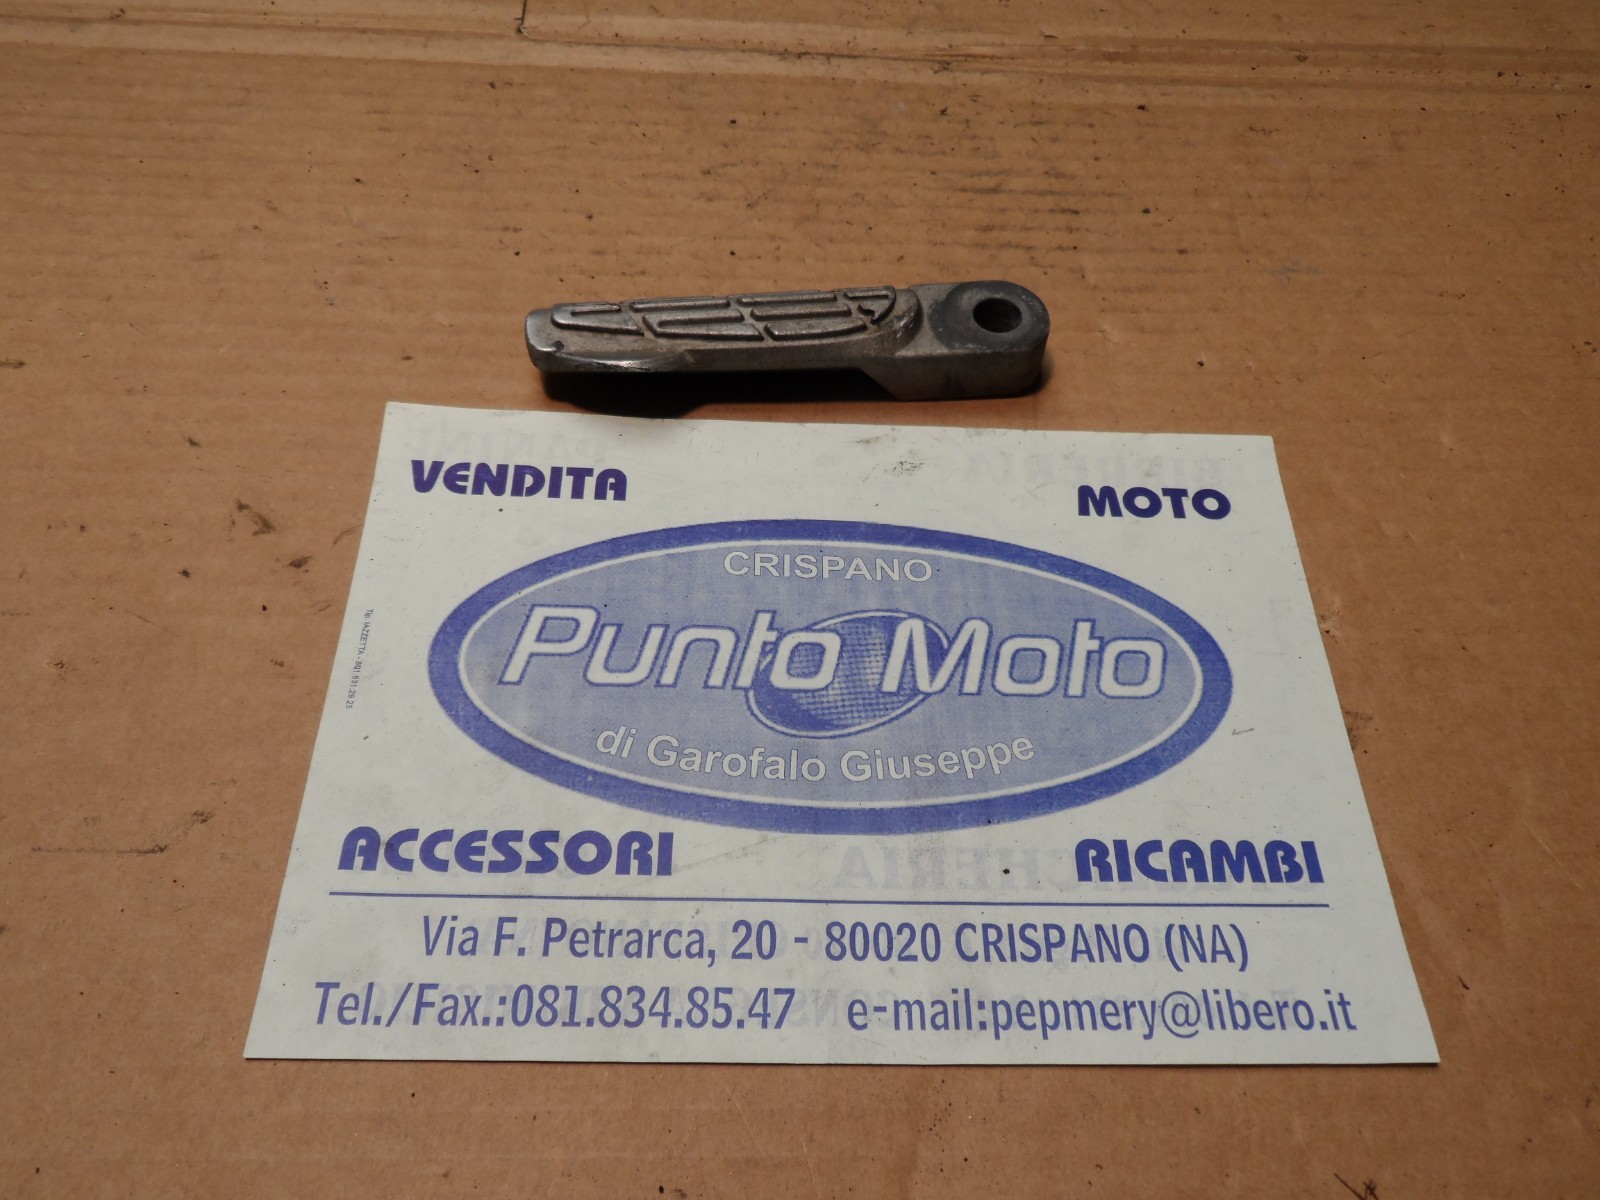 VENDITA MOTO
CRISPANO
Punto Moto
di Garofalo Giuseppe
ACCESSORI RICAMBI
Via F. Petrarca, 20 - 80020 CRISPANO (NA)
Tel./Fax.:081.834.85.47 e-mail:pepmery@libero.it